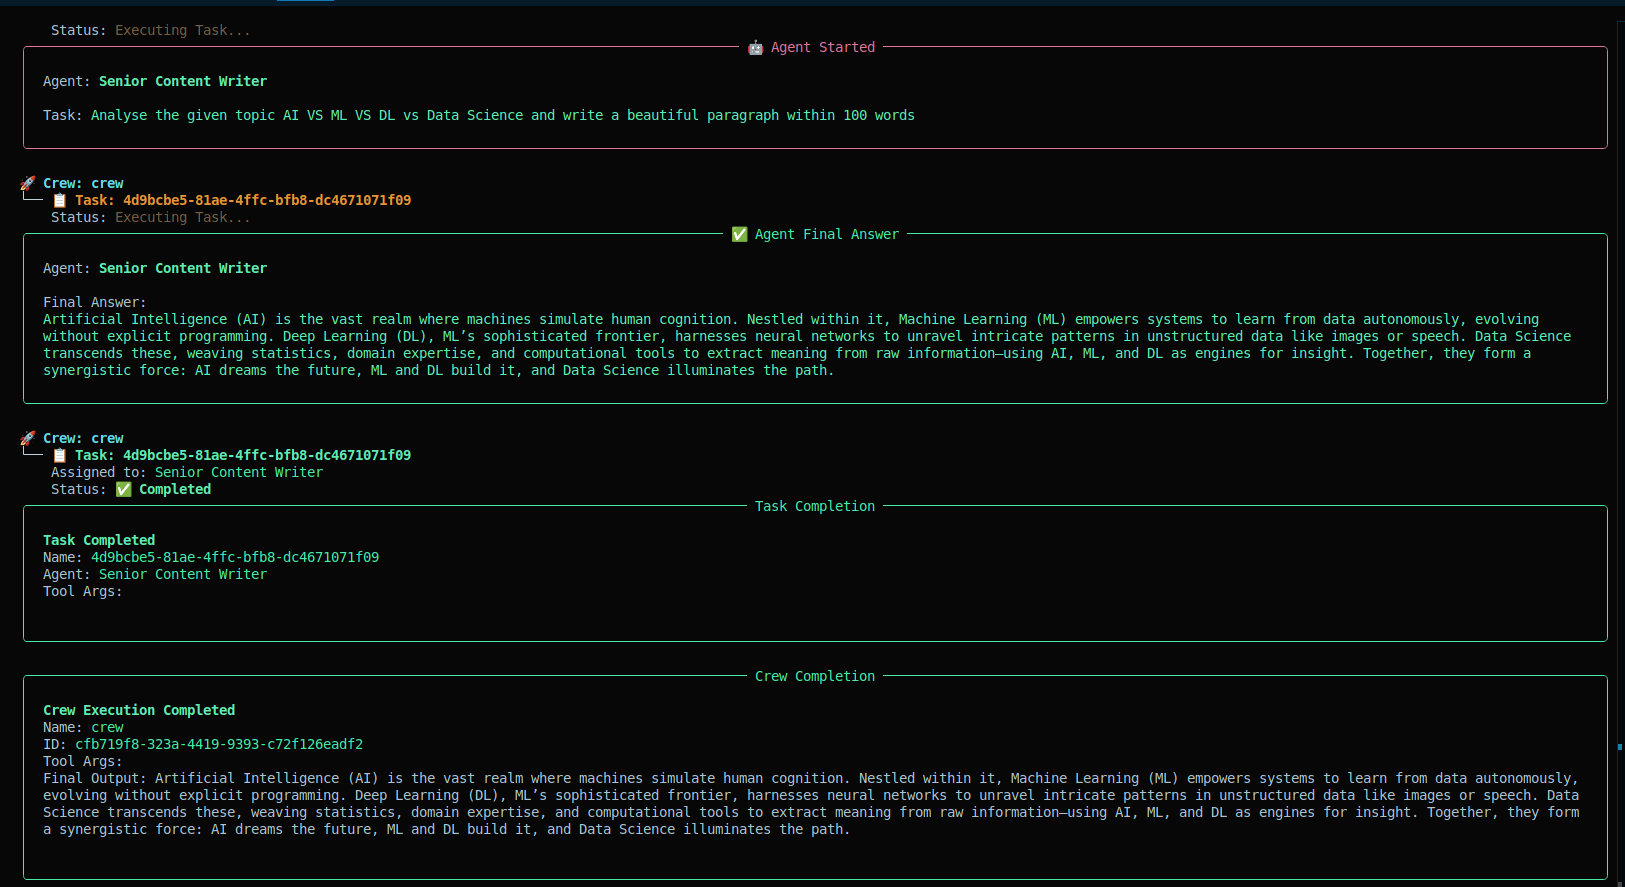 Status: Executing Task...
🤖 Agent Started
Agent: Senior Content Writer
Task: Analyse the given topic AI VS ML VS DL vs Data Science and write a beautiful paragraph within 100 words
🚀 Crew: crew
└── 📋 Task: 4d9bcbe5-81ae-4ffc-bfb8-dc4671071f09
Status: Executing Task...
✅ Agent Final Answer
Agent: Senior Content Writer
Final Answer:
Artificial Intelligence (AI) is the vast realm where machines simulate human cognition. Nestled within it, Machine Learning (ML) empowers systems to learn from data autonomously, evolving
without explicit programming. Deep Learning (DL), ML’s sophisticated frontier, harnesses neural networks to unravel intricate patterns in unstructured data like images or speech. Data Science
transcends these, weaving statistics, domain expertise, and computational tools to extract meaning from raw information—using AI, ML, and DL as engines for insight. Together, they form a
synergistic force: AI dreams the future, ML and DL build it, and Data Science illuminates the path.
🚀 Crew: crew
└── 📋 Task: 4d9bcbe5-81ae-4ffc-bfb8-dc4671071f09
Assigned to: Senior Content Writer
Status: ✅ Completed
Task Completion
Task Completed
Name: 4d9bcbe5-81ae-4ffc-bfb8-dc4671071f09
Agent: Senior Content Writer
Tool Args:
Crew Completion
Crew Execution Completed
Name: crew
ID: cfb719f8-323a-4419-9393-c72f126eadf2
Tool Args:
Final Output: Artificial Intelligence (AI) is the vast realm where machines simulate human cognition. Nestled within it, Machine Learning (ML) empowers systems to learn from data autonomously,
evolving without explicit programming. Deep Learning (DL), ML’s sophisticated frontier, harnesses neural networks to unravel intricate patterns in unstructured data like images or speech. Data
Science transcends these, weaving statistics, domain expertise, and computational tools to extract meaning from raw information—using AI, ML, and DL as engines for insight. Together, they form
a synergistic force: AI dreams the future, ML and DL build it, and Data Science illuminates the path.